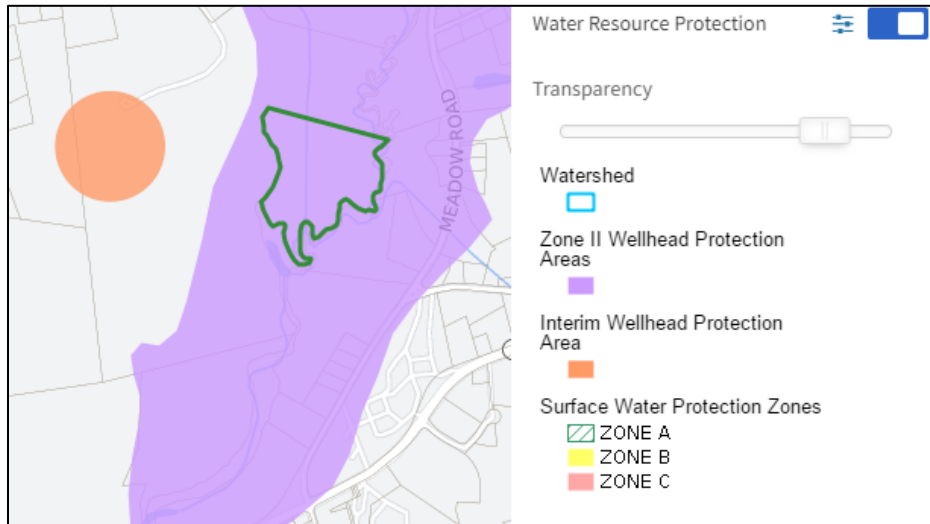 Water Resource Protection
Transparency
Watershed
Zone II Wellhead Protection
Areas
Interim Wellhead Protection
Area
Surface Water Protection Zones
ZONE A
ZONE B
ZONE C
MEADOW ROAD